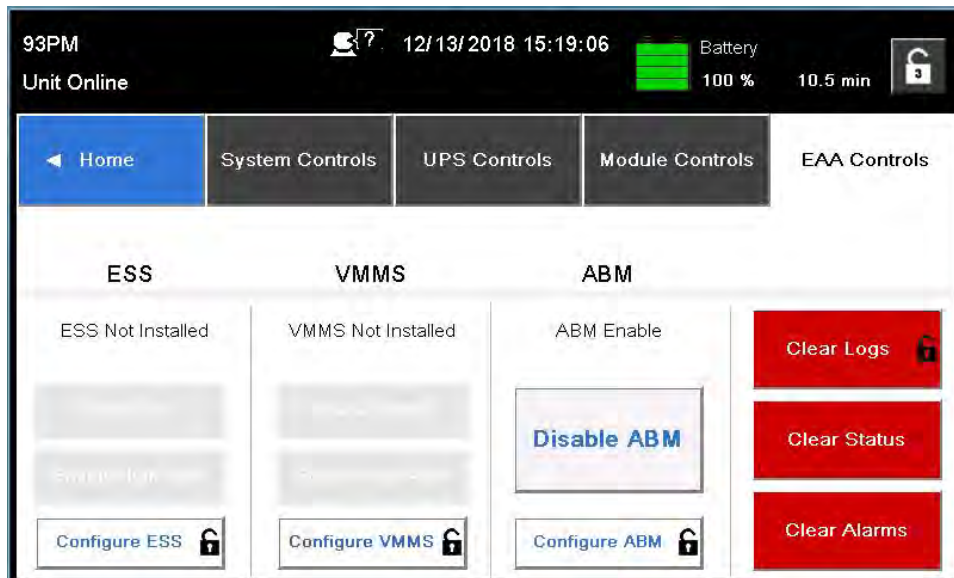 93PM
? 12/13/2018 15:19:06
Battery
Unit Online
100 % 10.5 min
3
◄ Home
System Controls
UPS Controls
Module Controls
EAA Controls
ESS
VMMS
ABM
ESS Not Installed
VMMS Not Installed
ABM Enable
Clear Logs
Disable ABM
Clear Status
Configure ESS
Configure VMMS
Configure ABM
Clear Alarms